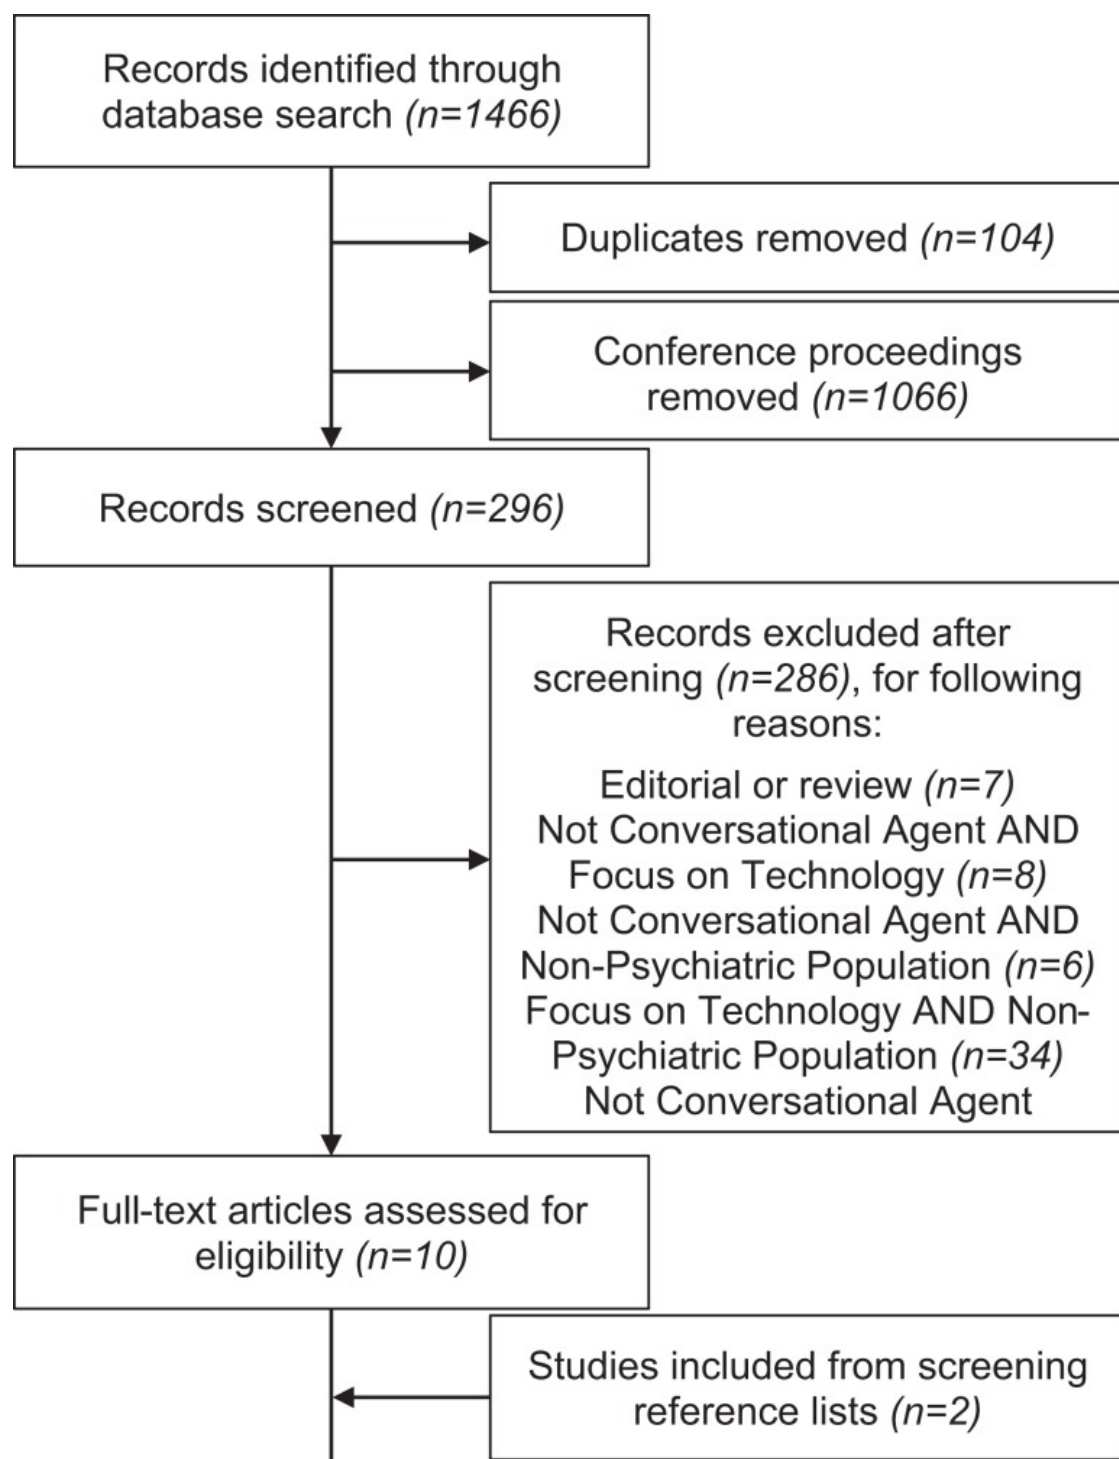 Records identified through
database search (n=1466)
Duplicates removed (n=104)
Conference proceedings
removed (n=1066)
Records screened (n=296)
Records excluded after
screening (n=286), for following
reasons:
Editorial or review (n=7)
Not Conversational Agent AND
Focus on Technology (n=8)
Not Conversational Agent AND
Non-Psychiatric Population (n=6)
Focus on Technology AND Non-
Psychiatric Population (n=34)
Not Conversational Agent
Full-text articles assessed for
eligibility (n=10)
Studies included from screening
reference lists (n=2)